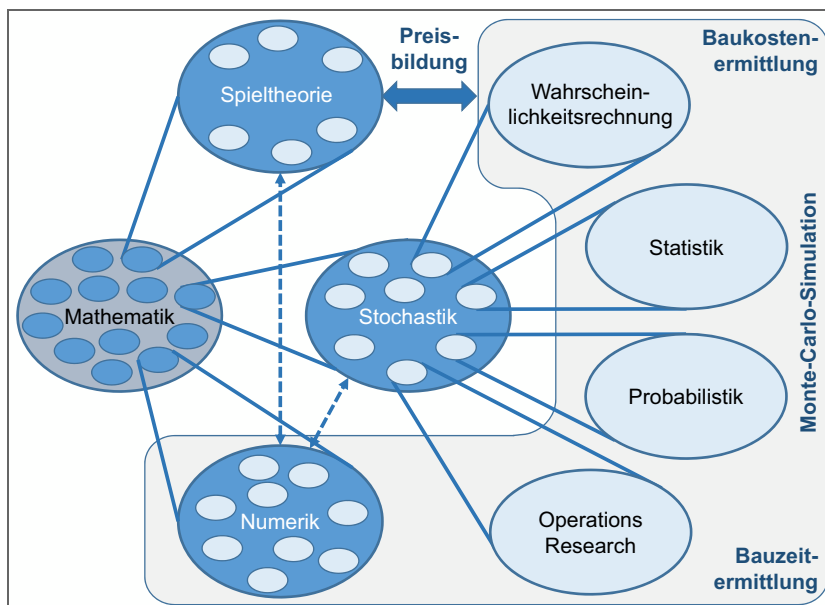 Preis-
bildung
Baukosten-
ermittlung
Spieltheorie
Wahrschein-
lichkeitsrechnung
Statistik
Mathematik
Stochastik
Monte-Carlo-Simulation
Probabilistik
Numerik
Operations
Research
Bauzeit-
ermittlung